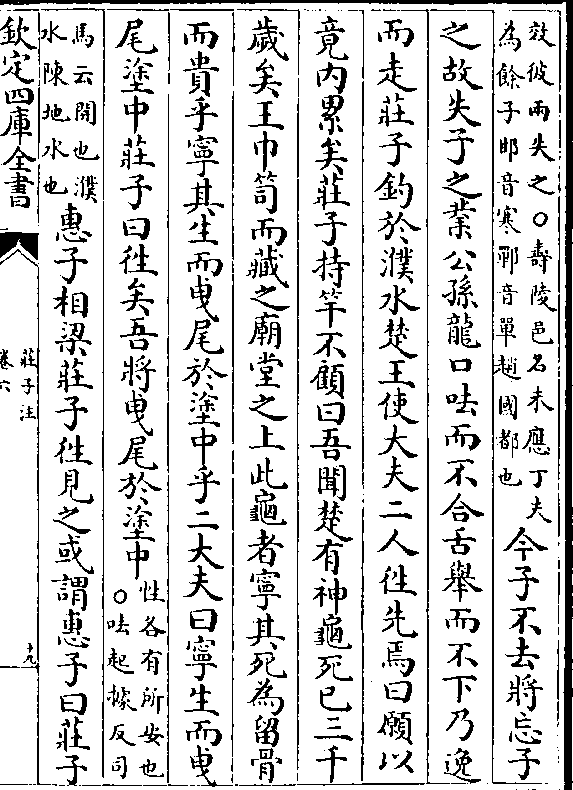 效彼兩失之○壽陵邑名未應丁夫
為餘子邯音寒鄲音單趙國都也
今子不去將忘子
之故失子之業公孫龍口呿而不合舌舉而不下乃逸
而走莊子釣於濮水楚王使大夫二人徃先焉曰願以
竟内累矣莊子持竿不顧曰吾聞楚有神龜死已三千
歲矣王巾笥而藏之廟堂之上此龜者寧其死為留骨
而貴乎寧其生而曵尾於塗中乎二大夫曰寧生而曵
尾塗中莊子曰徃矣吾將曵尾於塗中
性各有所安也
○呿起據反司
馬云開也濮
水陳地水也
惠子相梁莊子徃見之或謂惠子曰莊子
欽定四庫全書
莊子注
卷六
十九